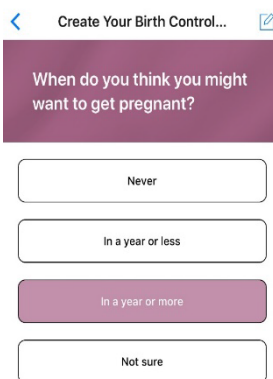 Create Your Birth Control...
When do you think you might
want to get pregnant?
Never
In a year or less
In a year or more
Not sure